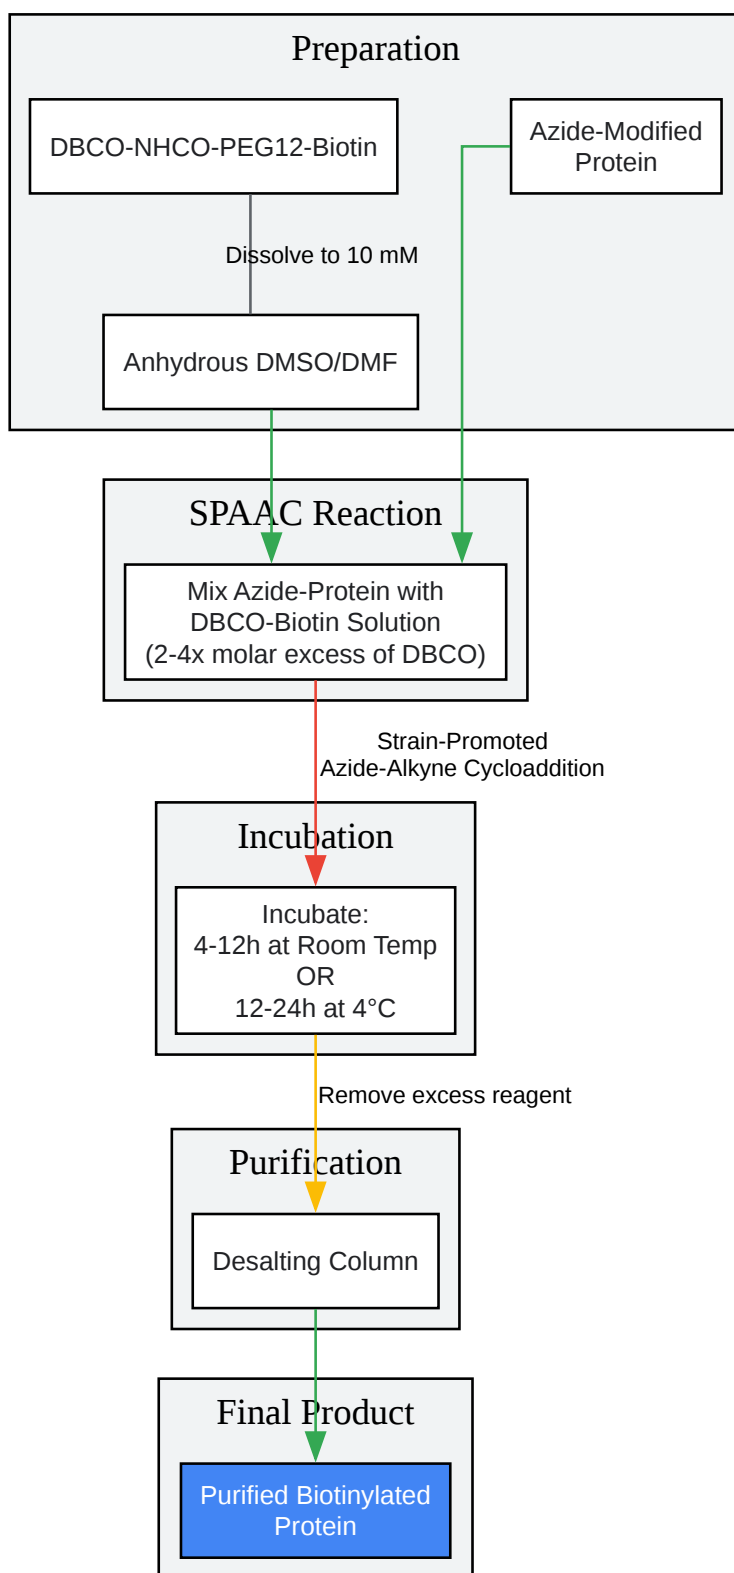 Preparation
DBCO-NHCO-PEG12-Biotin
Azide-Modified
Protein
Dissolve to 10 mM
Anhydrous DMSO/DMF
SPAAC Reaction
Mix Azide-Protein with
DBCO-Biotin Solution
(2-4x molar excess of DBCO)
Strain-Promoted
Azide-Alkyne Cycloaddition
Incubation
Incubate:
4-12h at Room Temp
OR
12-24h at 4°C
Remove excess reagent
Purification
Desalting Column
Final Product
Purified Biotinylated
Protein